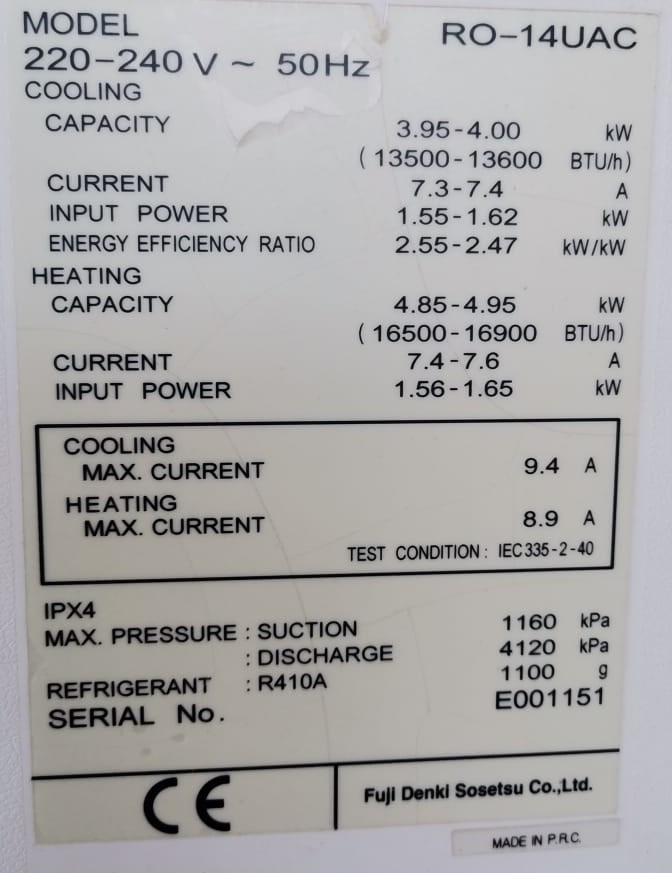 MODEL RO-14UAC
220-240 V ~ 50Hz
COOLING
CAPACITY 3.95-4.00 kW
(13500-13600 BTU/h)
CURRENT 7.3-7.4 A
INPUT POWER 1.55-1.62 kW
ENERGY EFFICIENCY RATIO 2.55-2.47 kW/kW
HEATING
CAPACITY 4.85-4.95 kW
(16500-16900 BTU/h)
CURRENT 7.4-7.6 A
INPUT POWER 1.56-1.65 kW
COOLING
MAX. CURRENT 9.4 A
HEATING
MAX. CURRENT 8.9 A
TEST CONDITION : IEC335-2-40
IPX4
MAX. PRESSURE : SUCTION 1160 kPa
: DISCHARGE 4120 kPa
REFRIGERANT : R410A 1100 g
SERIAL No. E001151
CE Fuji Denki Sosetsu Co.,Ltd.
MADE IN P.R.C.